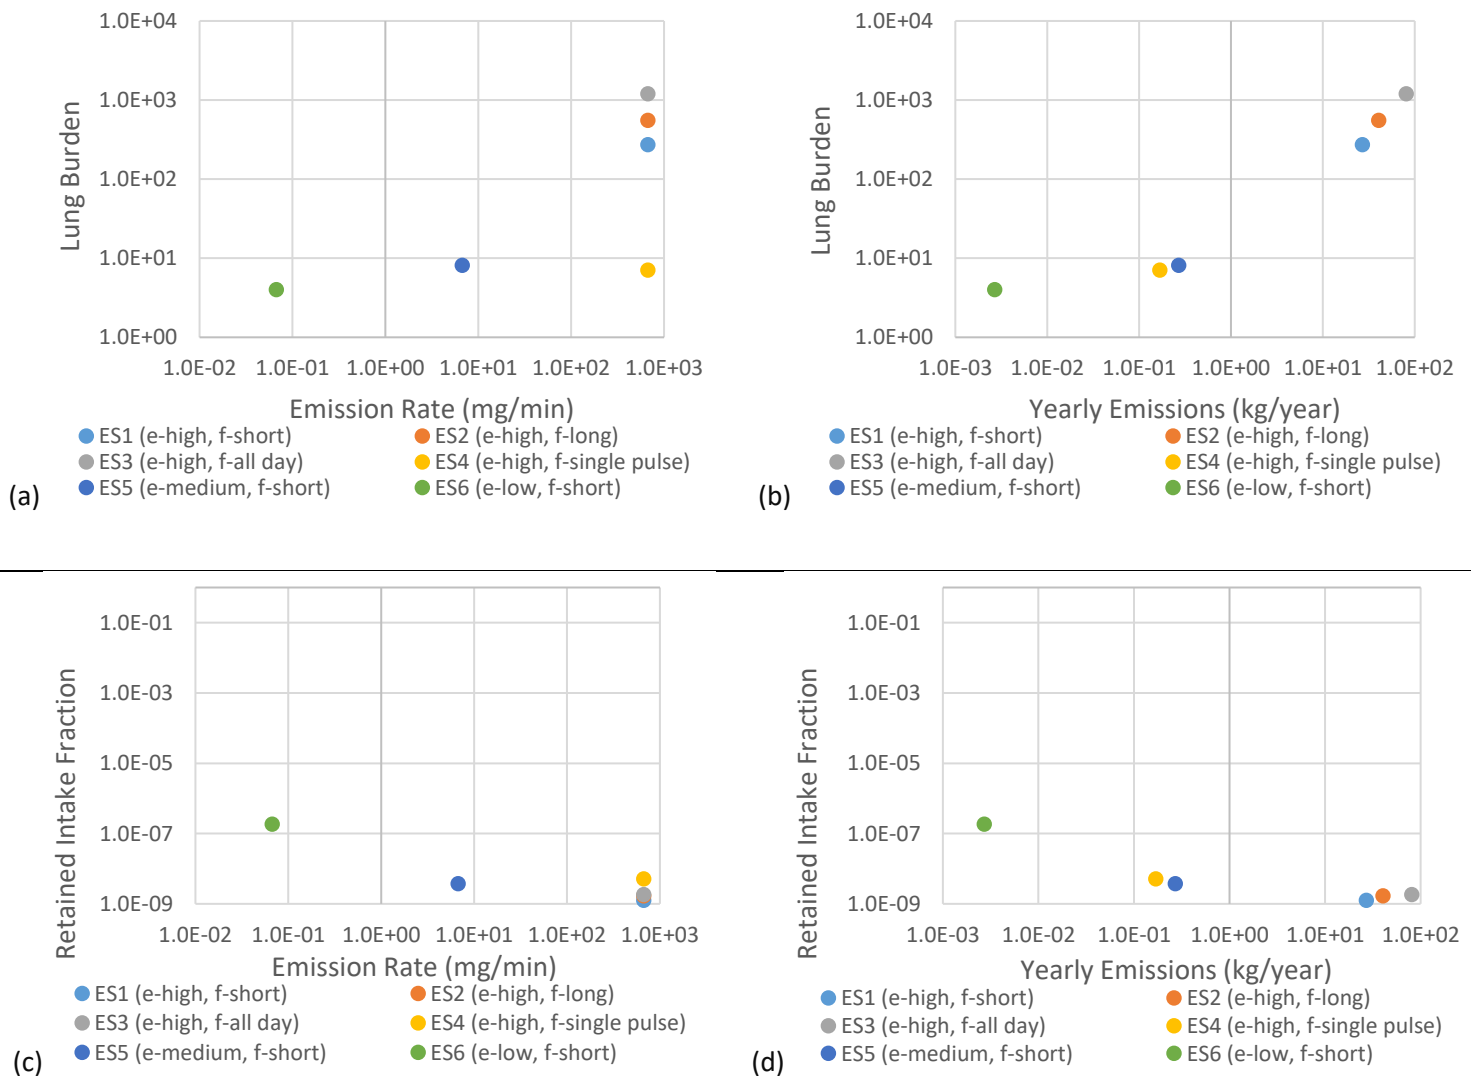 1.0E+04
1.0E+03
1.0E+02
1.0E+01
1.0E+00
Lung Burden
1.0E-02 1.0E-01 1.0E+00 1.0E+01 1.0E+02 1.0E+03
Emission Rate (mg/min)
ES1 (e-high, f-short) ES2 (e-high, f-long)
ES3 (e-high, f-all day) ES4 (e-high, f-single pulse)
ES5 (e-medium, f-short) ES6 (e-low, f-short)
(a)
1.0E+04
1.0E+03
1.0E+02
1.0E+01
1.0E+00
Lung Burden
1.0E-03 1.0E-02 1.0E-01 1.0E+00 1.0E+01 1.0E+02
Yearly Emissions (kg/year)
ES1 (e-high, f-short) ES2 (e-high, f-long)
ES3 (e-high, f-all day) ES4 (e-high, f-single pulse)
ES5 (e-medium, f-short) ES6 (e-low, f-short)
(b)
1.0E-01
1.0E-03
1.0E-05
1.0E-07
1.0E-09
Retained Intake Fraction
1.0E-02 1.0E-01 1.0E+00 1.0E+01 1.0E+02 1.0E+03
Emission Rate (mg/min)
ES1 (e-high, f-short) ES2 (e-high, f-long)
ES3 (e-high, f-all day) ES4 (e-high, f-single pulse)
ES5 (e-medium, f-short) ES6 (e-low, f-short)
(c)
1.0E-01
1.0E-03
1.0E-05
1.0E-07
1.0E-09
Retained Intake Fraction
1.0E-03 1.0E-02 1.0E-01 1.0E+00 1.0E+01 1.0E+02
Yearly Emissions (kg/year)
ES1 (e-high, f-short) ES2 (e-high, f-long)
ES3 (e-high, f-all day) ES4 (e-high, f-single pulse)
ES5 (e-medium, f-short) ES6 (e-low, f-short)
(d)